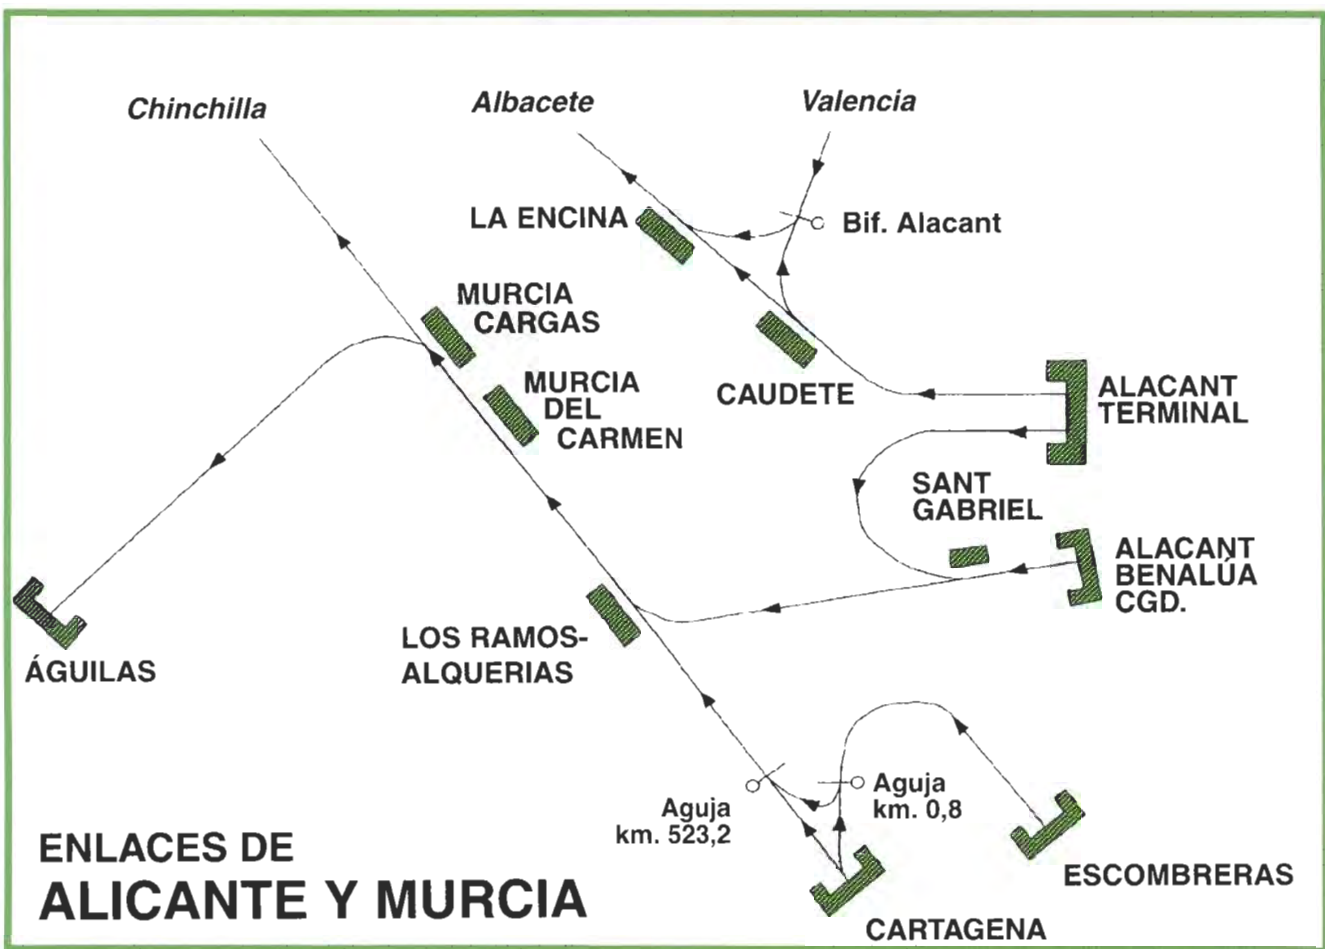 Chinchilla
Albacete
Valencia
LA ENCINA
Bif. Alacant
MURCIA
CARGAS
MURCIA
DEL
CARMEN
CAUDETE
ALACANT
TERMINAL
SANT
GABRIEL
ALACANT
BENALÚA
CGD.
LOS RAMOS-
ALQUERIAS
ÁGUILAS
Aguja
km. 523,2
Aguja
km. 0,8
ESCOMBRERAS
CARTAGENA
ENLACES DE
ALICANTE Y MURCIA